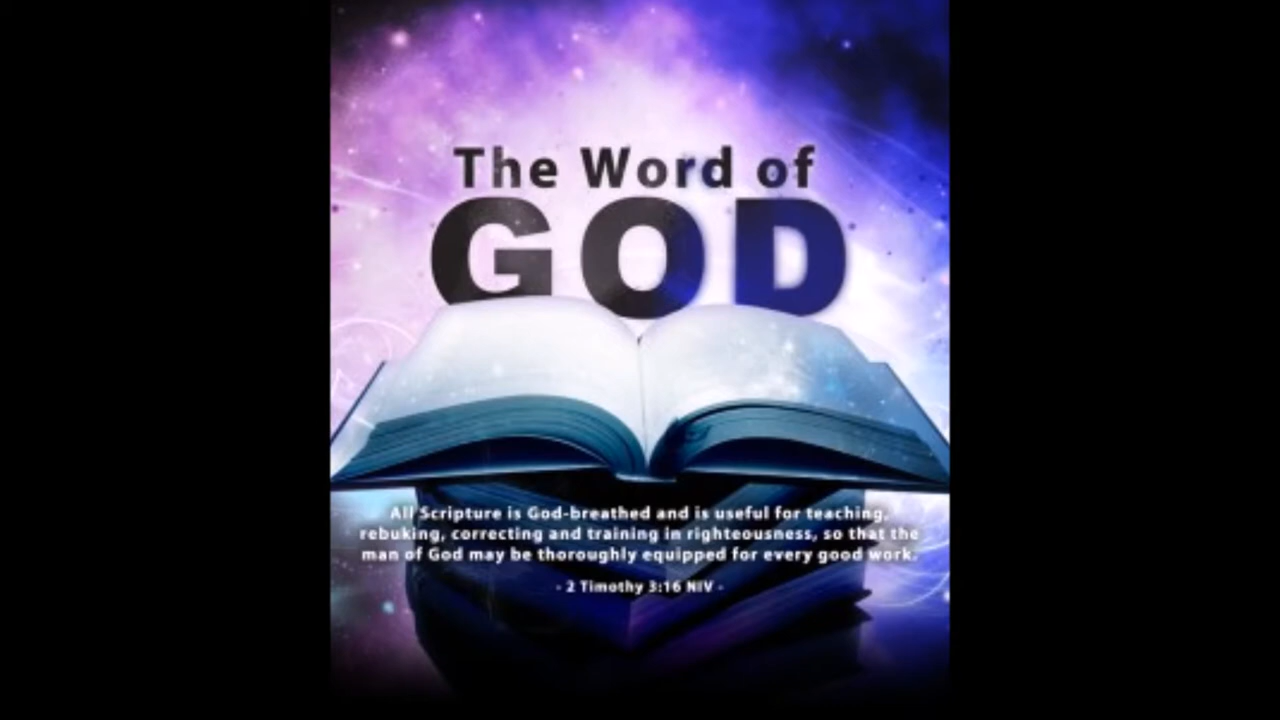 The Word of
GOD
All Scripture is God-breathed and is useful for teaching,
rebuking, correcting and training in righteousness, so that the
man of God may be thoroughly equipped for every good work.
- 2 Timothy 3:16 NIV -